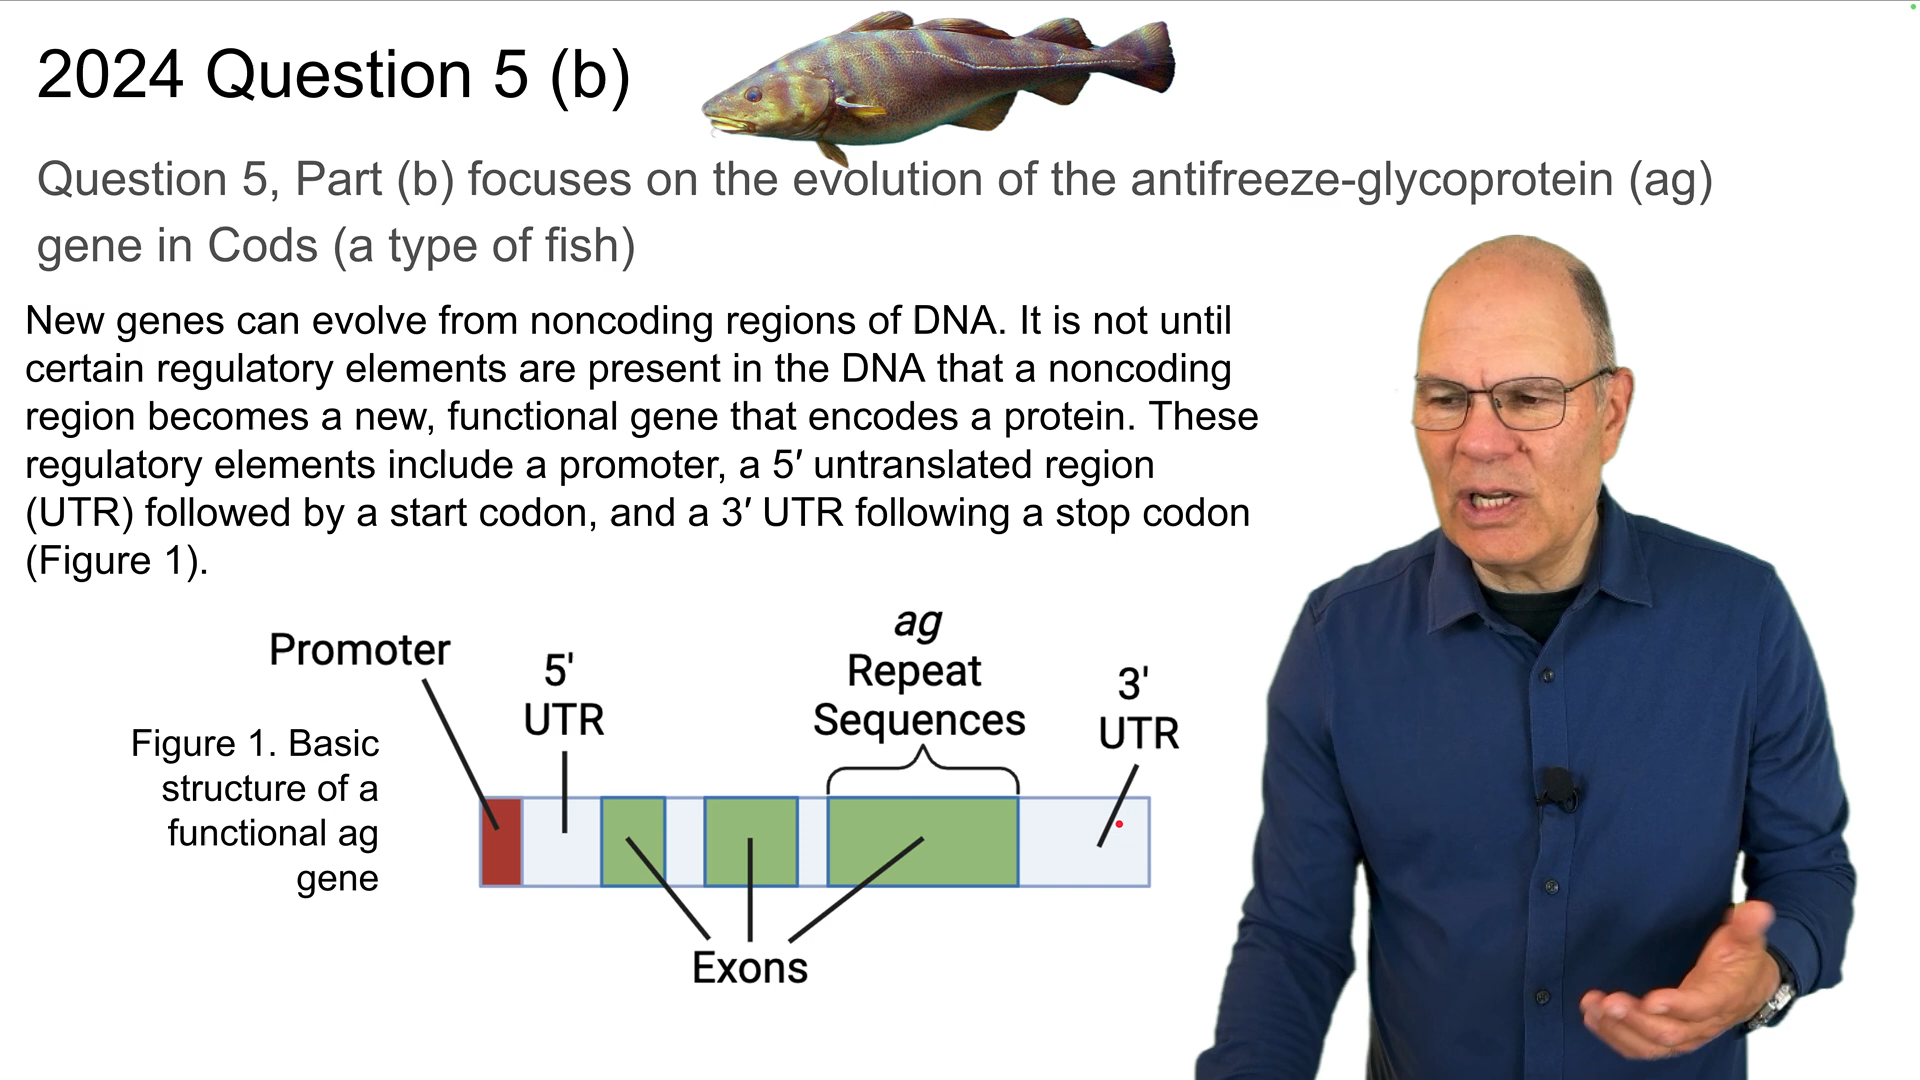 2024 Question 5 (b)
Question 5, Part (b) focuses on the evolution of the antifreeze-glycoprotein (ag)
gene in Cods (a type of fish)
New genes can evolve from noncoding regions of DNA. It is not until
certain regulatory elements are present in the DNA that a noncoding
region becomes a new, functional gene that encodes a protein. These
regulatory elements include a promoter, a 5′ untranslated region
(UTR) followed by a start codon, and a 3′ UTR following a stop codon
(Figure 1).
Promoter
5'
UTR
ag
Repeat
Sequences
3'
UTR
Figure 1. Basic
structure of a
functional ag
gene
Exons